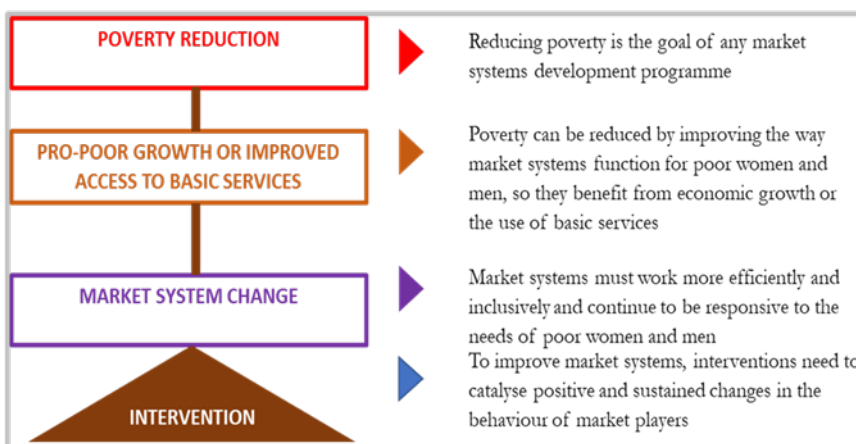 POVERTY REDUCTION
Reducing poverty is the goal of any market
systems development programme
PRO-POOR GROWTH OR IMPROVED
ACCESS TO BASIC SERVICES
Poverty can be reduced by improving the way
market systems function for poor women and
men, so they benefit from economic growth or
the use of basic services
MARKET SYSTEM CHANGE
Market systems must work more efficiently and
inclusively and continue to be responsive to the
needs of poor women and men
INTERVENTION
To improve market systems, interventions need to
catalyse positive and sustained changes in the
behaviour of market players